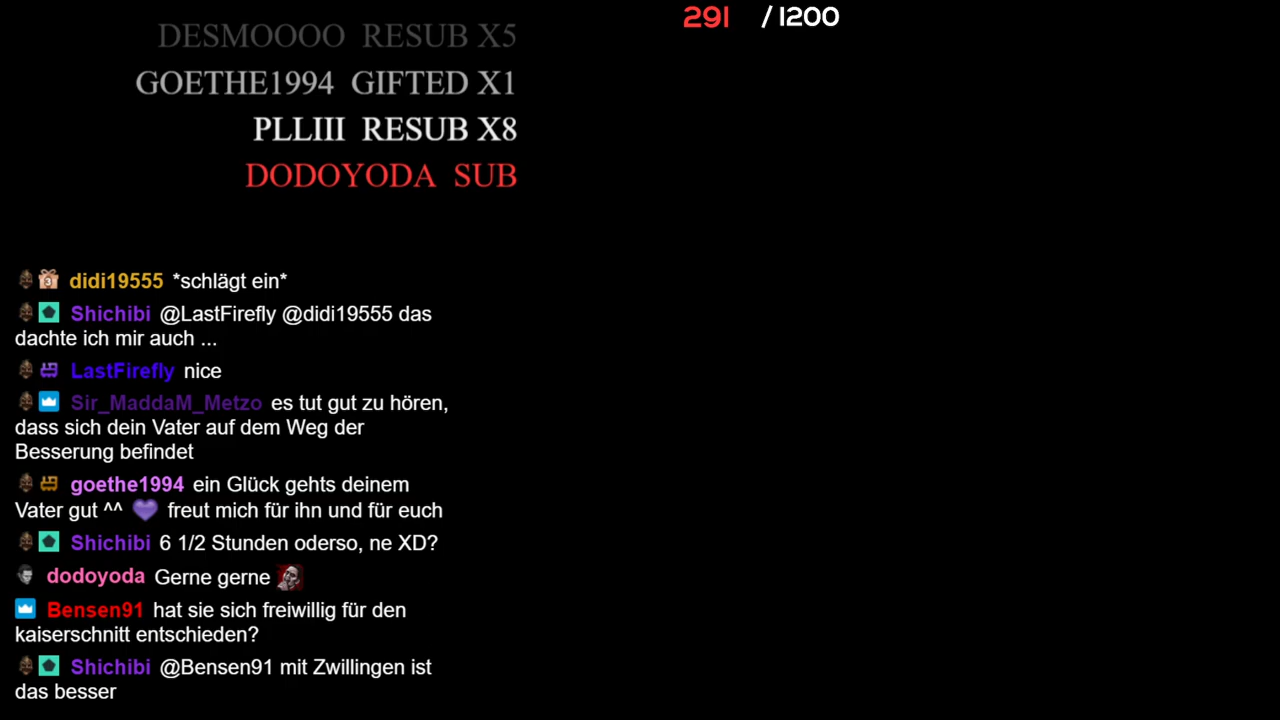 DESMOOOO RESUB X5
291 /1200
GOETHE1994 GIFTED X1
PLLIII RESUB X8
DODOYODA SUB
didi19555 *schlägt ein*
Shichibi @LastFirefly @didi19555 das
dachte ich mir auch ...
LastFirefly nice
Sir_MaddaM_Metzo es tut gut zu hören,
dass sich dein Vater auf dem Weg der
Besserung befindet
goethe1994 ein Glück gehts deinem
Vater gut ^^ freut mich für ihn und für euch
Shichibi 6 1/2 Stunden oderso, ne XD?
dodoyoda Gerne gerne
Bensen91 hat sie sich freiwillig für den
kaiserschnitt entschieden?
Shichibi @Bensen91 mit Zwillingen ist
das besser